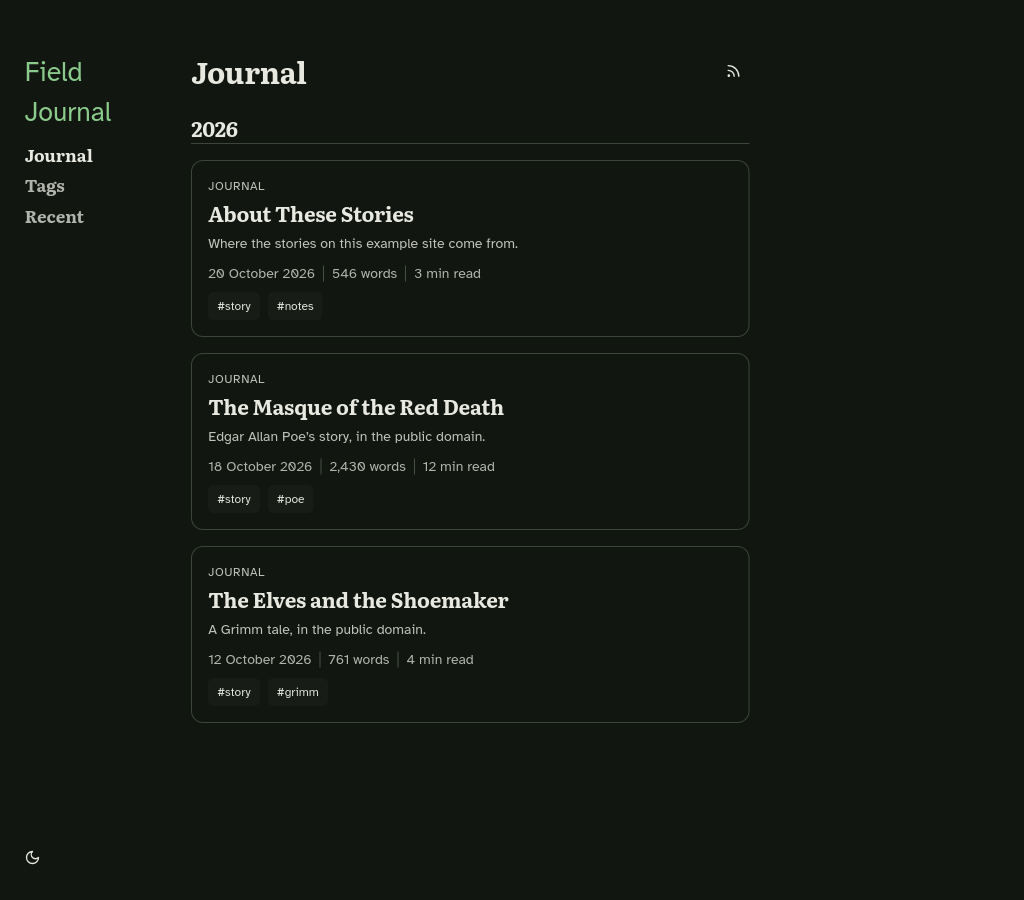 Field
Journal
Journal
Tags
Recent
Journal
2026
JOURNAL
About These Stories
Where the stories on this example site come from.
20 October 2026 | 546 words | 3 min read
#story #notes
JOURNAL
The Masque of the Red Death
Edgar Allan Poe's story, in the public domain.
18 October 2026 | 2,430 words | 12 min read
#story #poe
JOURNAL
The Elves and the Shoemaker
A Grimm tale, in the public domain.
12 October 2026 | 761 words | 4 min read
#story #grimm